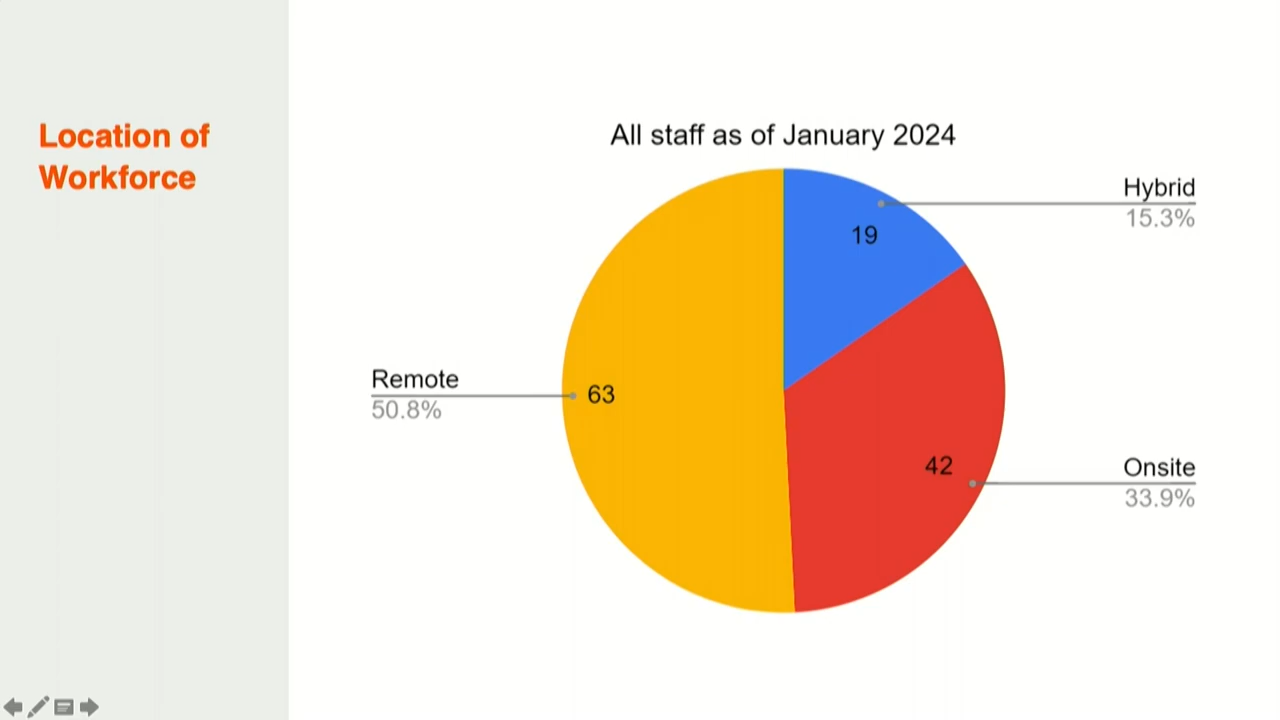 Location of
Workforce
All staff as of January 2024
Hybrid
15.3%
19
Remote
50.8%
63
42
Onsite
33.9%